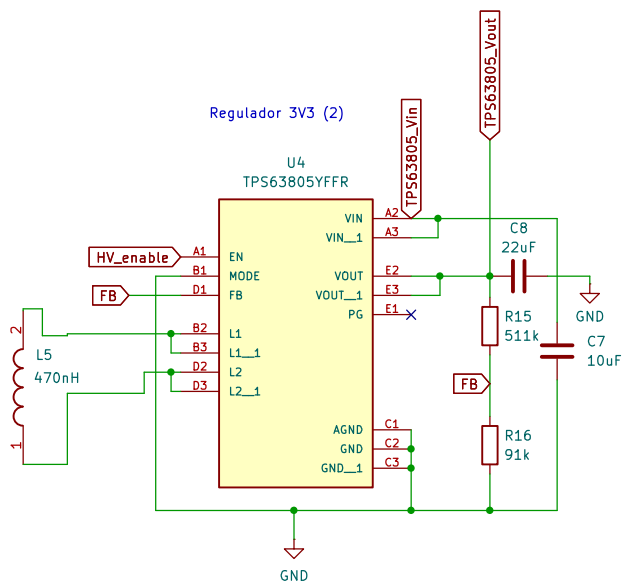 TPS63805_Vout
Regulador 3V3 (2)
TPS63805_Vin
U4
TPS63805YFFR
VIN
A2
VIN__1
A3
C8
22uF
HV_enable
A1
EN
B1
MODE
VOUT
E2
FB
D1
FB
VOUT_1
E3
PG
E1
GND
R15
511k
2
B2
L1
B3
L1__1
C7
10uF
L5
470nH
D2
L2
D3
L2__1
FB
1
AGND
C1
GND
C2
GND__1
C3
R16
91k
GND